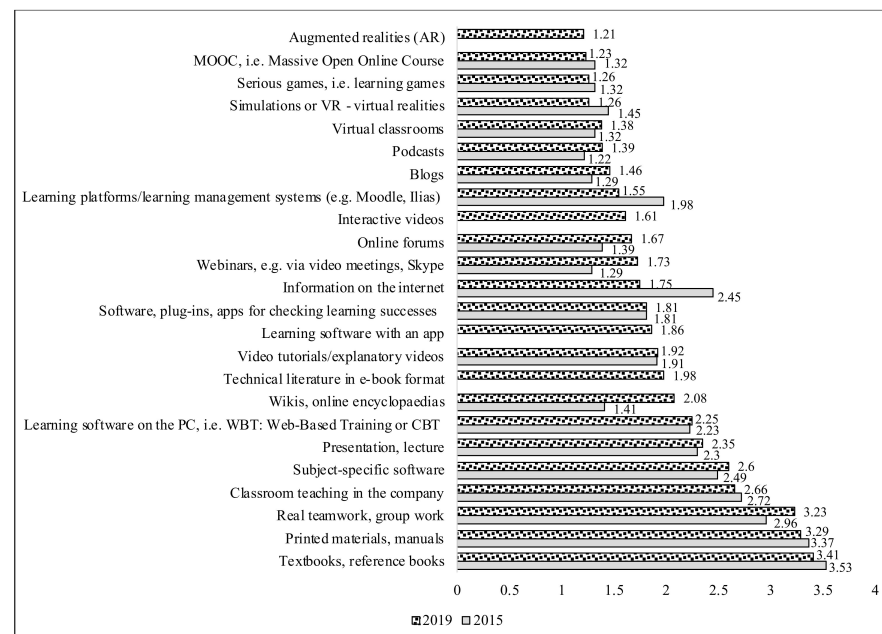 Augmented realities (AR) 1.21
MOOC, i.e. Massive Open Online Course 1.23
1.32
Serious games, i.e. learning games 1.26
1.32
Simulations or VR - virtual realities 1.26
1.45
Virtual classrooms 1.38
1.32
Podcasts 1.39
1.22
Blogs 1.46
1.29
Learning platforms/learning management systems (e.g. Moodle, Ilias) 1.55
1.98
Interactive videos 1.61
Online forums 1.67
1.39
Webinars, e.g. via video meetings, Skype 1.73
1.29
Information on the internet 1.75
2.45
Software, plug-ins, apps for checking learning successes 1.81
1.81
Learning software with an app 1.86
Video tutorials/explanatory videos 1.92
1.91
Technical literature in e-book format 1.98
Wikis, online encyclopaedias 2.08
1.41
Learning software on the PC, i.e. WBT: Web-Based Training or CBT 2.25
2.23
Presentation, lecture 2.35
2.3
Subject-specific software 2.6
2.49
Classroom teaching in the company 2.66
2.72
Real teamwork, group work 3.23
2.96
Printed materials, manuals 3.29
3.37
Textbooks, reference books 3.41
3.53
0 0.5 1 1.5 2 2.5 3 3.5 4
2019 2015